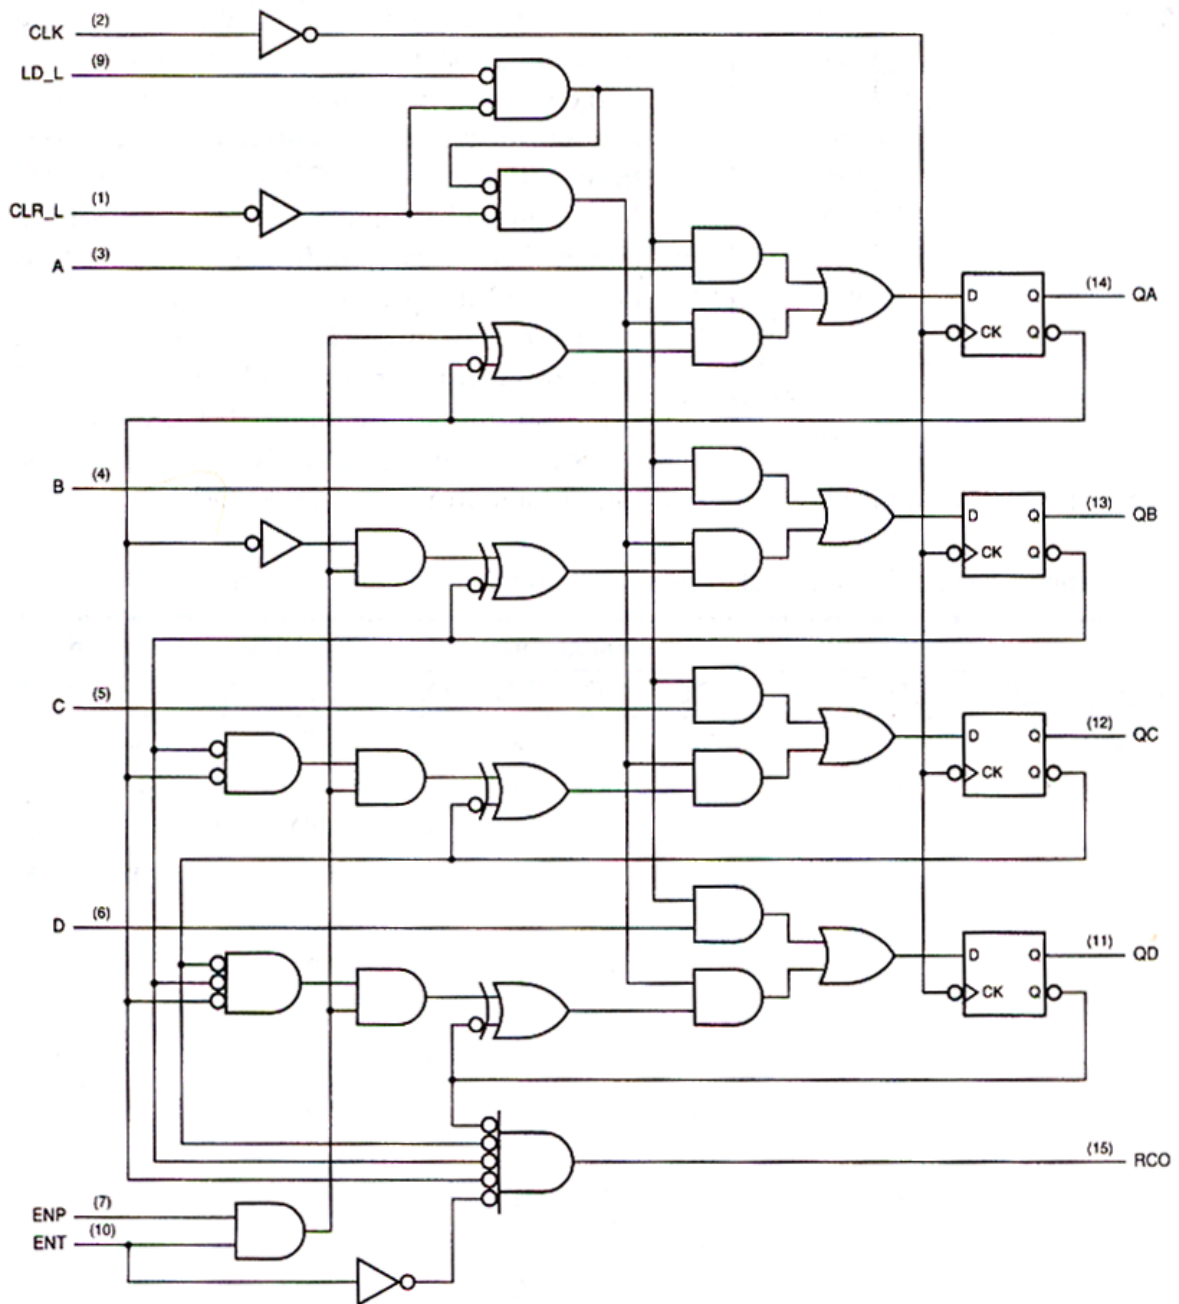 CLK (2)
LD_L (9)
CLR_L (1)
A (3)
D Q (14) QA
CK Q
B (4)
D Q (13) QB
CK Q
C (5)
D Q (12) QC
CK Q
D (6)
D Q (11) QD
CK Q
(15) RCO
ENP (7)
ENT (10)